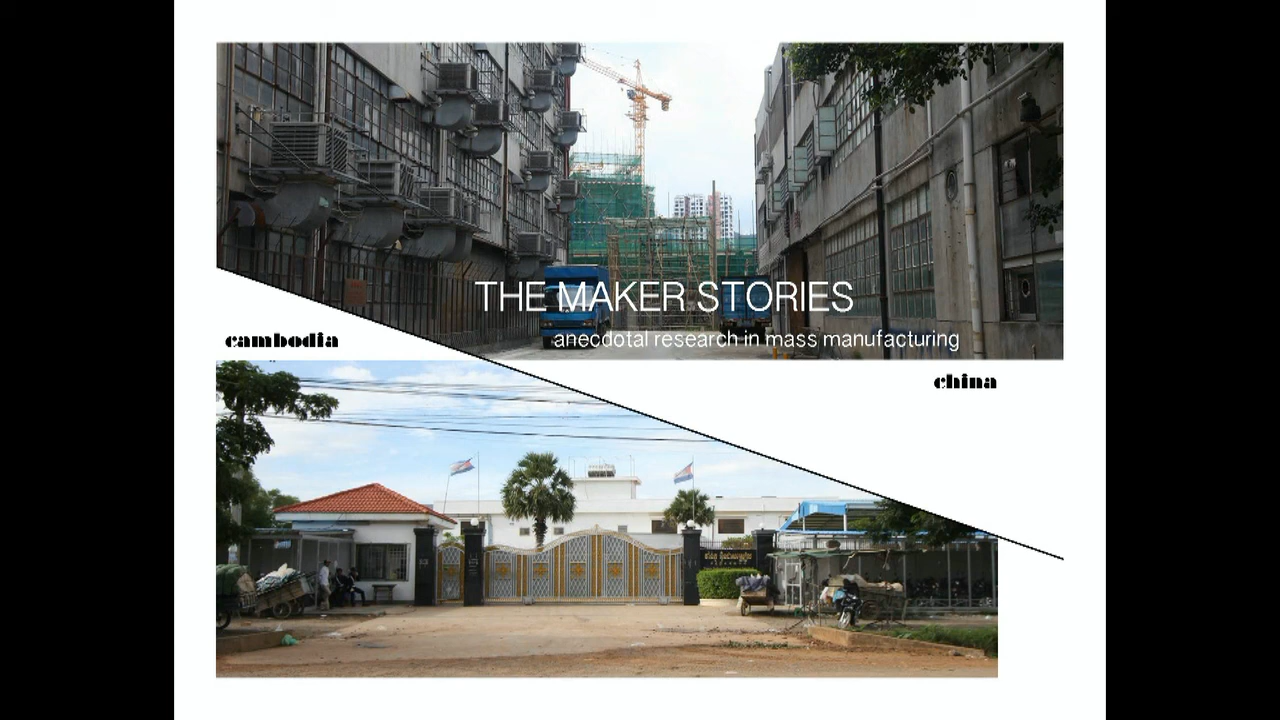 THE MAKER STORIES
anecdotal research in mass manufacturing
cambodia
china